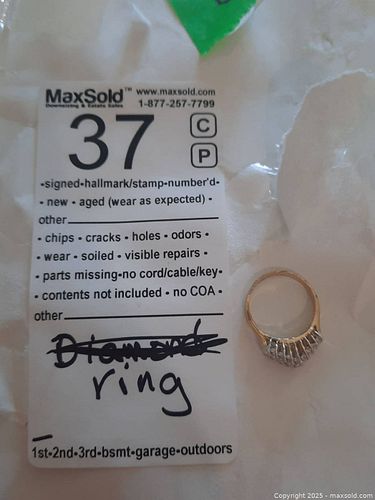 MaxSold™ www.maxsold.com
Downsizing & Estate Sales 1-877-257-7799
37 C
P
-signed-hallmark/stamp-number'd-
- new - aged (wear as expected) -
other
- chips - cracks - holes - odors -
- wear - soiled - visible repairs -
- parts missing-no cord/cable/key-
- contents not included - no COA -
other
Diamond
ring
1st-2nd-3rd-bsmt-garage-outdoors
Copyright 2025 - maxsold.com